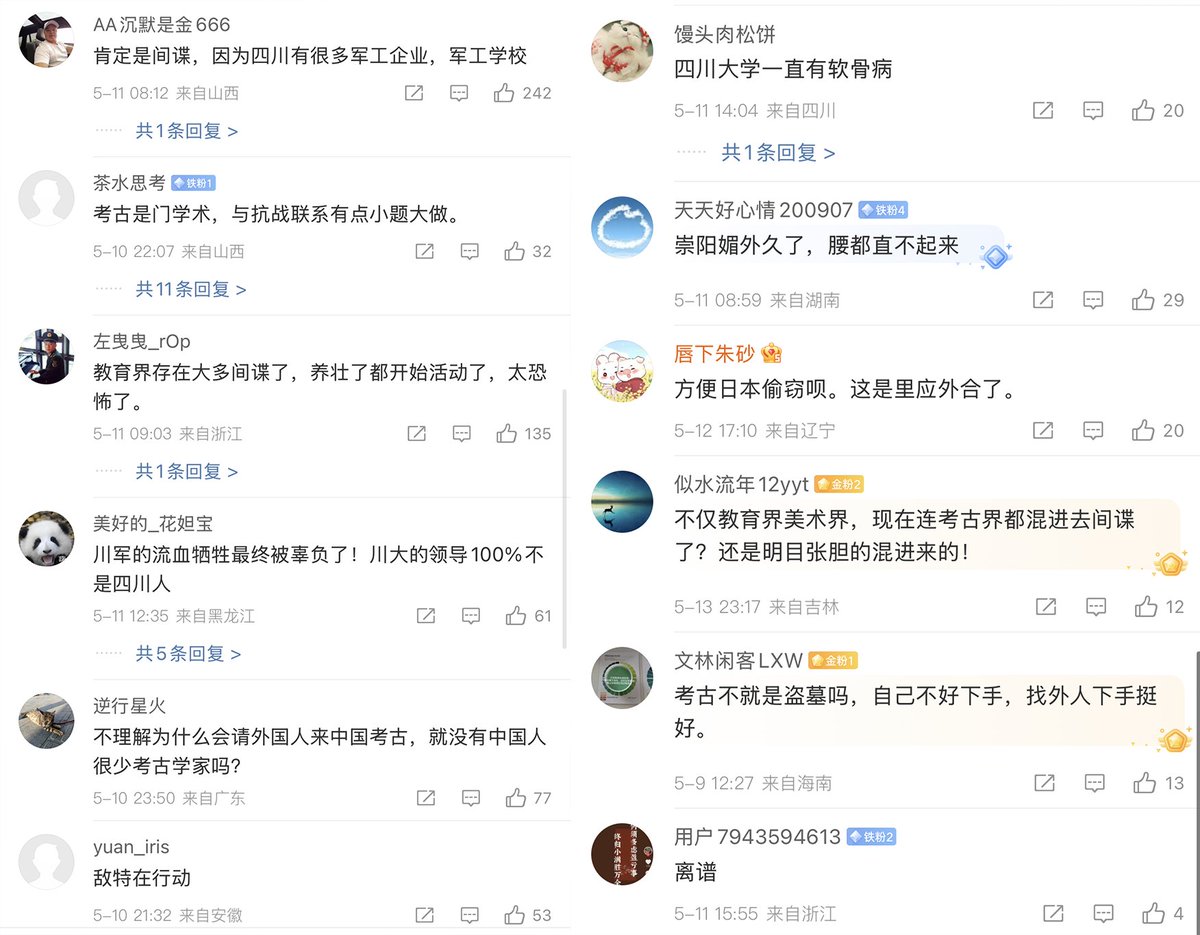 AA沉默是金666
肯定是间谍，因为四川有很多军工企业，军工学校
5-11 08:12 来自山西
242
共1条回复 >
茶水思考 铁粉1
考古是门学术，与抗战联系有点小题大做。
5-10 22:07 来自山西
32
共11条回复 >
左曳曳_rOp
教育界存在大多间谍了，养壮了都开始活动了，太恐
怖了。
5-11 09:03 来自浙江
135
共1条回复 >
美好的_花妲宝
川军的流血牺牲最终被辜负了！川大的领导100%不
是四川人
5-11 12:35 来自黑龙江
61
共5条回复 >
逆行星火
不理解为什么会请外国人来中国考古，就没有中国人
很少考古学家吗？
5-10 23:50 来自广东
77
yuan_iris
敌特在行动
5-10 21:32 来自安徽
53
馒头肉松饼
四川大学一直有软骨病
5-11 14:04 来自四川
20
共1条回复 >
天天好心情200907 铁粉4
崇阳媚外久了，腰都直不起来
5-11 08:59 来自湖南
29
唇下朱砂
方便日本偷窃呗。这是里应外合了。
5-12 17:10 来自辽宁
20
似水流年12yyt 金粉2
不仅教育界美术界，现在连考古界都混进去间谍
了？还是明目张胆的混进来的！
5-13 23:17 来自吉林
12
文林闲客LXW 金粉1
考古不就是盗墓吗，自己不好下手，找外人下手挺
好。
5-9 12:27 来自海南
13
用户7943594613 铁粉2
离谱
5-11 15:55 来自浙江
4